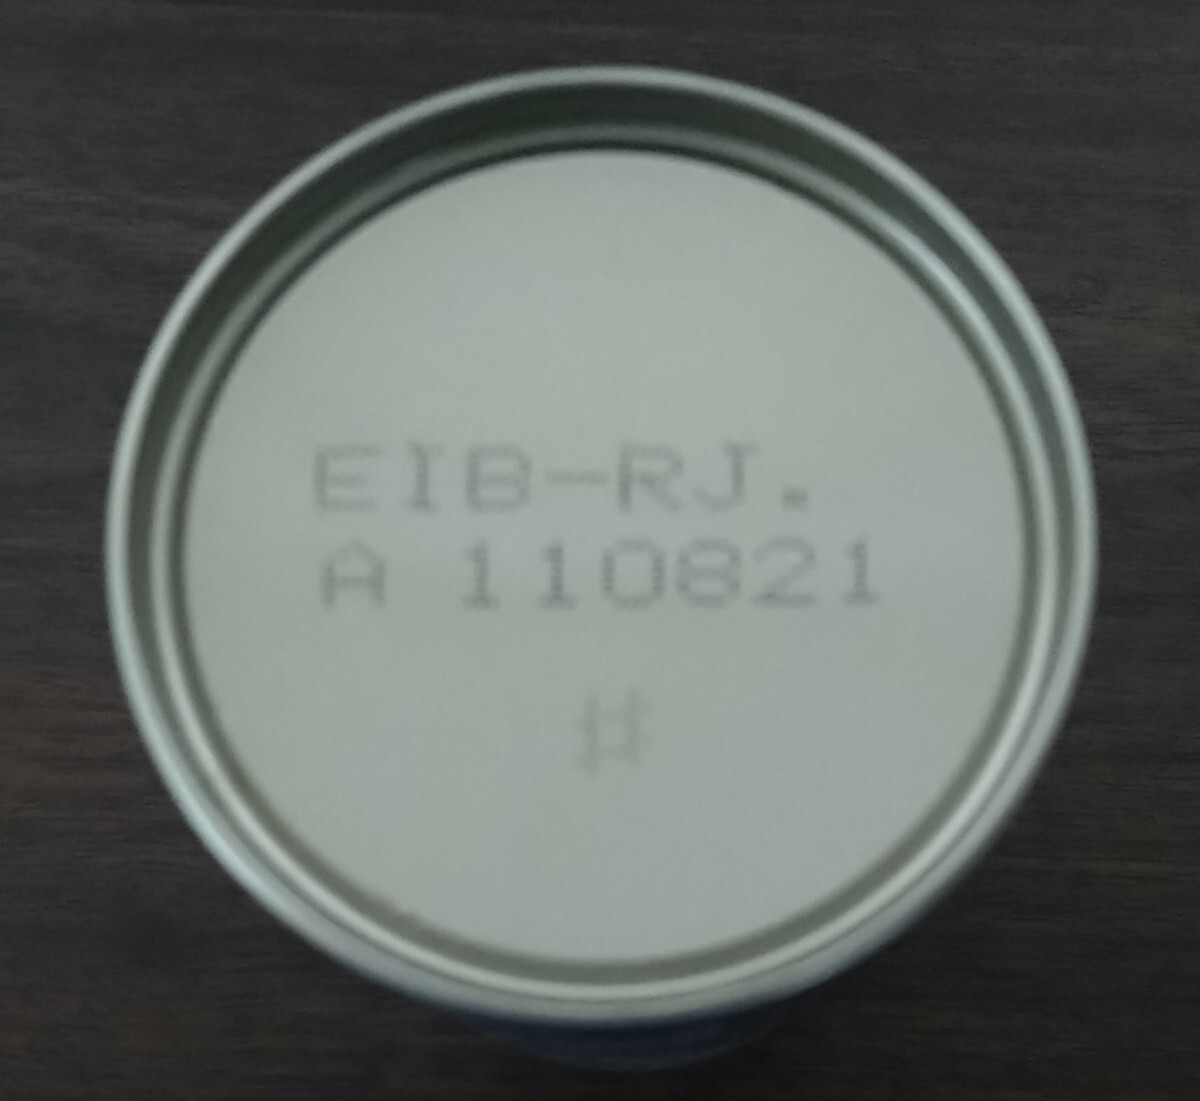 EIB-RJ.
A 110821
#